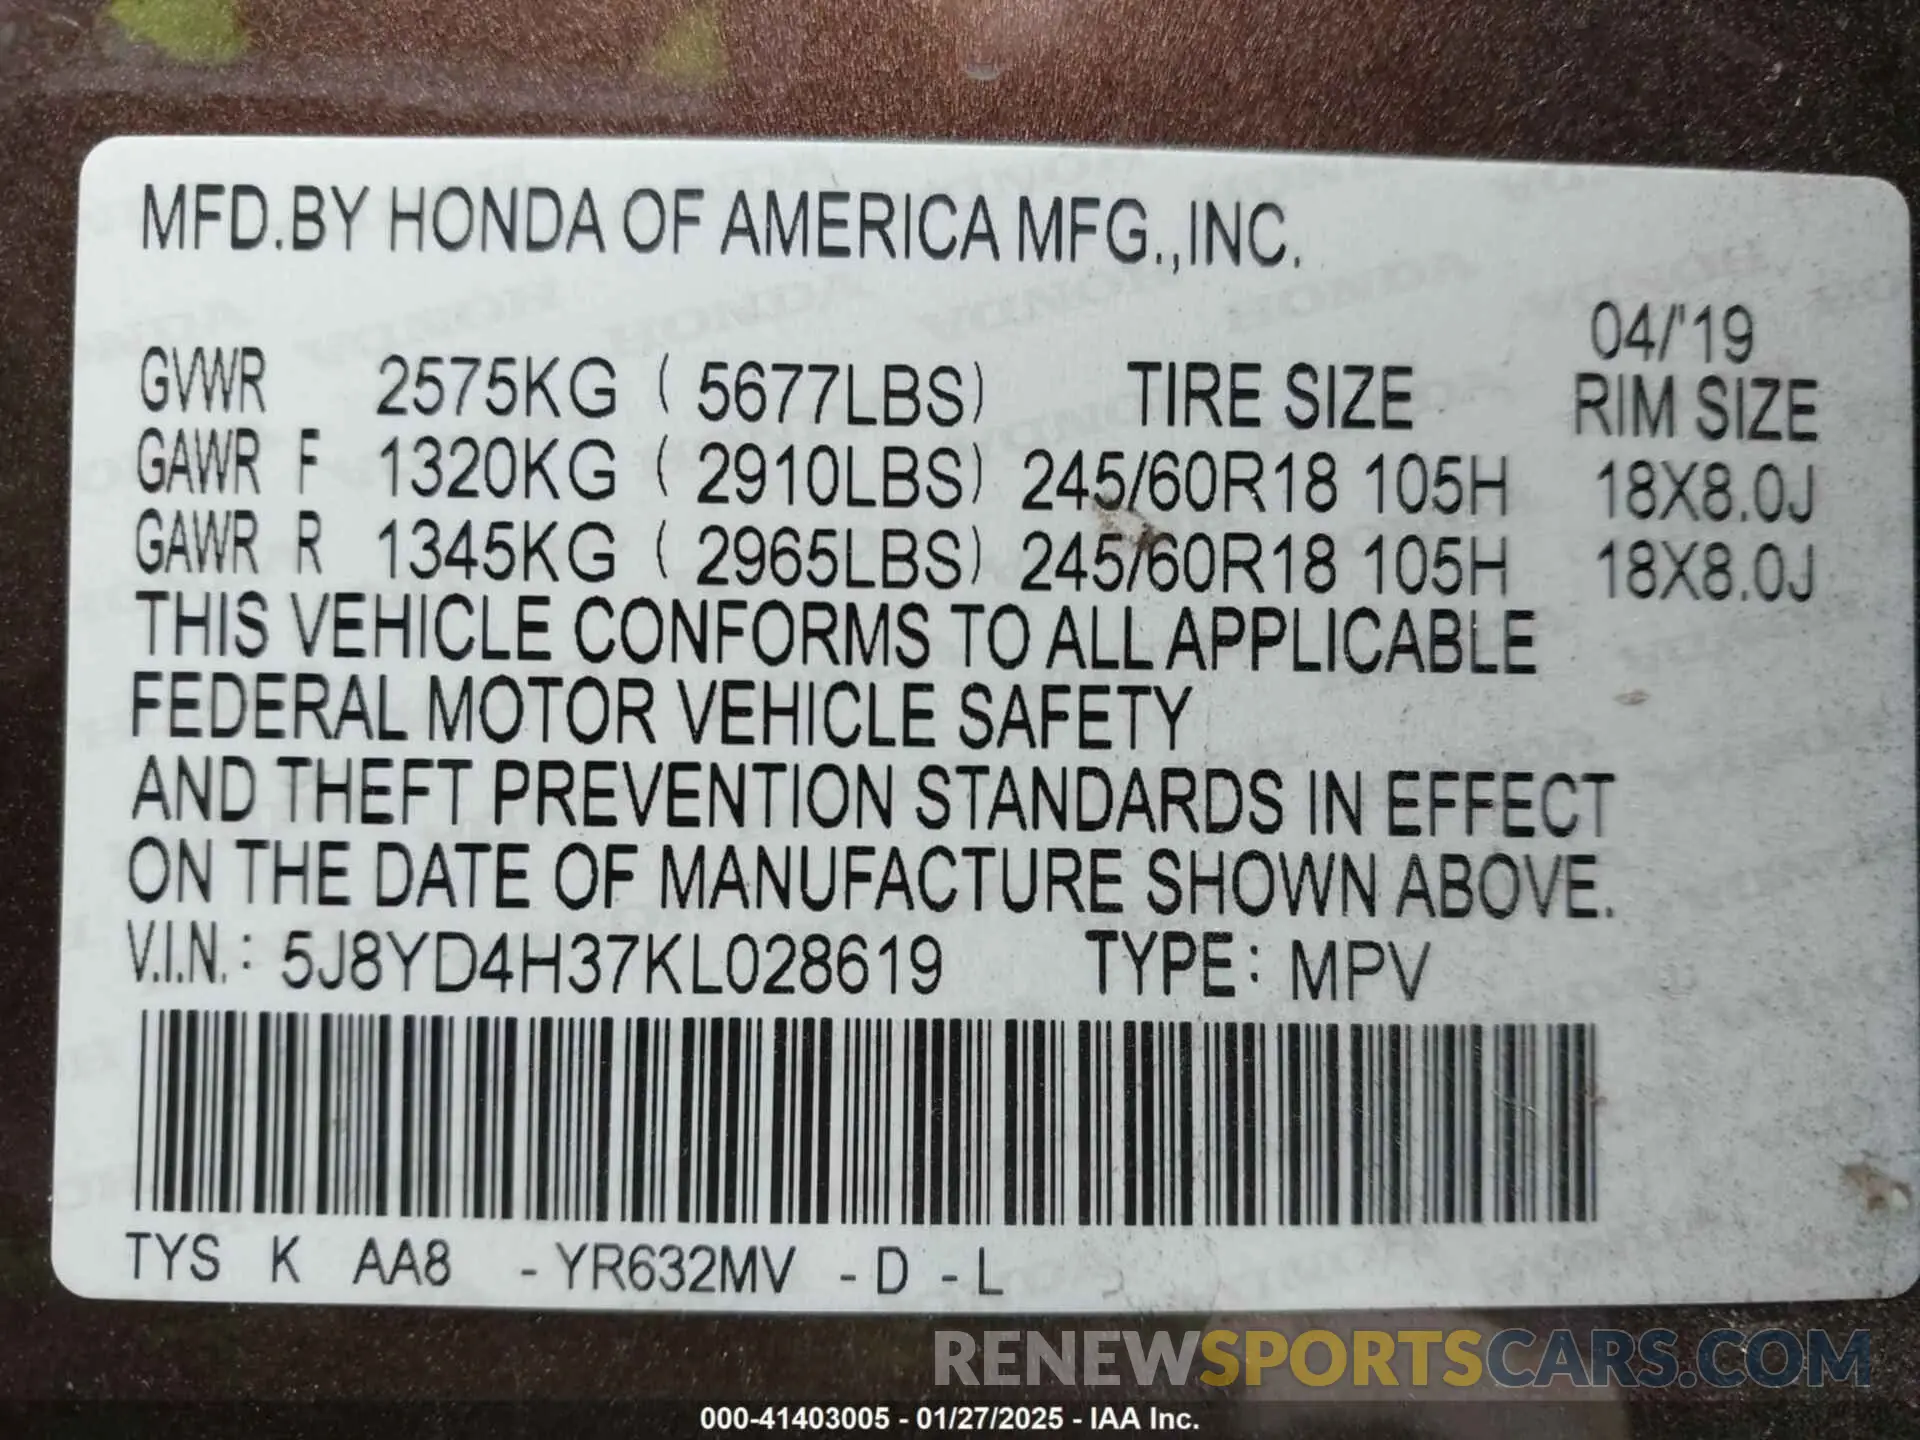 MFD.BY HONDA OF AMERICA MFG.,INC.
04/'19
GVWR 2575KG ( 5677LBS) TIRE SIZE RIM SIZE
GAWR F 1320KG ( 2910LBS) 245/60R18 105H 18X8.0J
GAWR R 1345KG ( 2965LBS) 245/60R18 105H 18X8.0J
THIS VEHICLE CONFORMS TO ALL APPLICABLE
FEDERAL MOTOR VEHICLE SAFETY
AND THEFT PREVENTION STANDARDS IN EFFECT
ON THE DATE OF MANUFACTURE SHOWN ABOVE.
V.I.N.: 5J8YD4H37KL028619 TYPE: MPV
TYS K AA8 - YR632MV - D - L
RENEWSPORTSCARS.COM
000-41403005 - 01/27/2025 - IAA Inc.